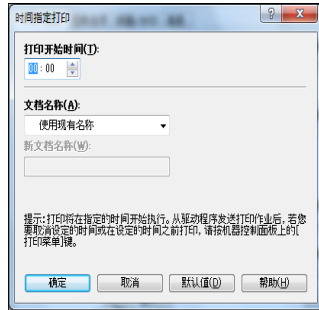 时间指定打印
打印开始时间(T):
00 : 00
文档名称(A):
使用现有名称
新文档名称(W):
提示:打印将在指定的时间开始执行。从驱动程序发送打印作业后，若您
要取消设定的时间或在设定的时间之前打印，请按机器控制面板上的[
打印菜单]键。
确定 取消 默认值(D) 帮助(H)